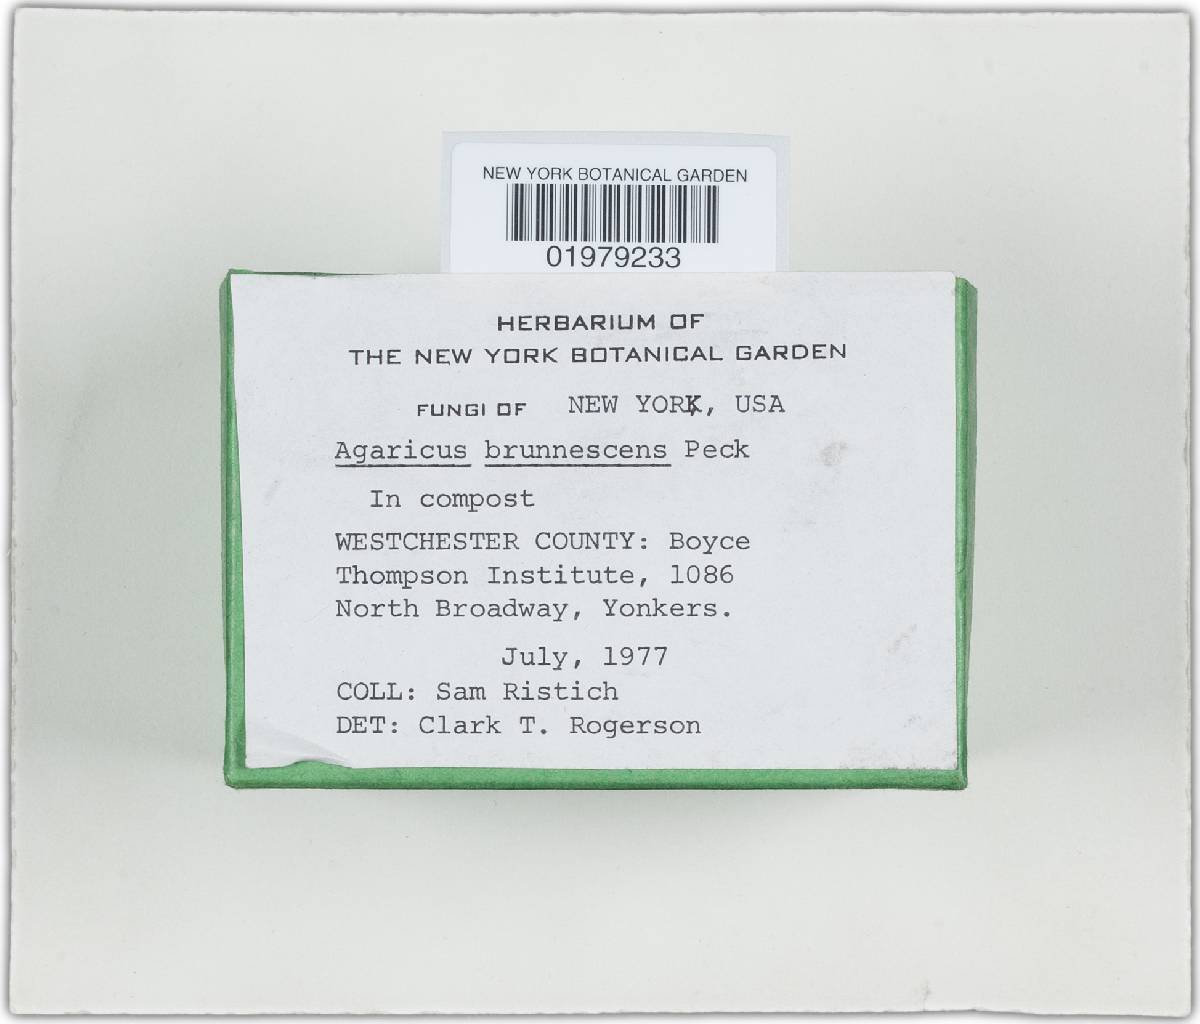 NEW YORK BOTANICAL GARDEN
01979233
HERBARIUM OF
THE NEW YORK BOTANICAL GARDEN
FUNGI OF NEW YORK, USA
Agaricus brunnescens Peck
In compost
WESTCHESTER COUNTY: Boyce
Thompson Institute, 1086
North Broadway, Yonkers.
July, 1977
COLL: Sam Ristich
DET: Clark T. Rogerson